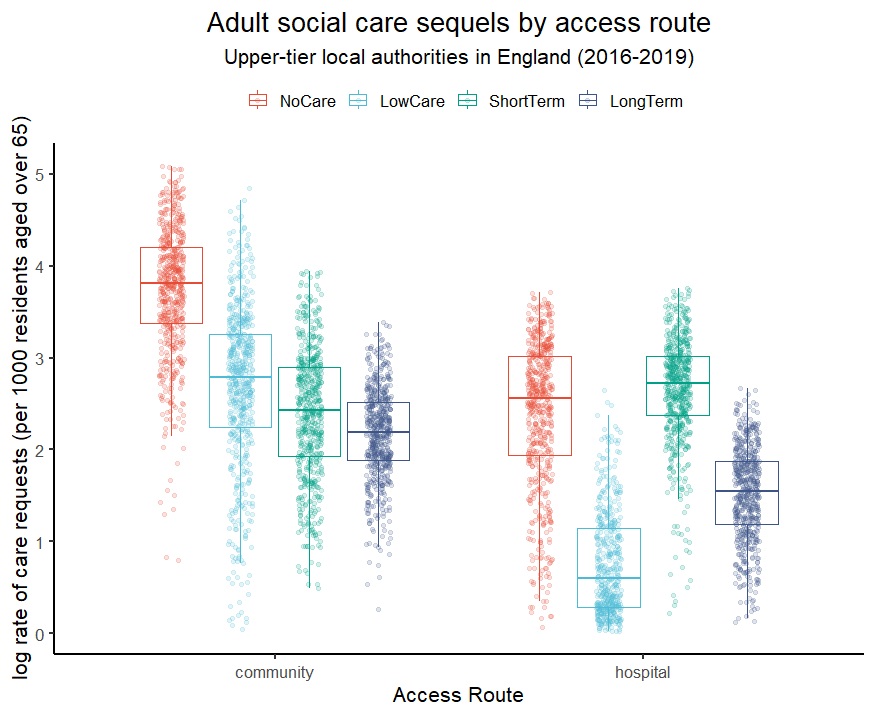 Adult social care sequels by access route
Upper-tier local authorities in England (2016-2019)
NoCare LowCare ShortTerm LongTerm
log rate of care requests (per 1000 residents aged over 65)
5
4
3
2
1
0
community hospital
Access Route